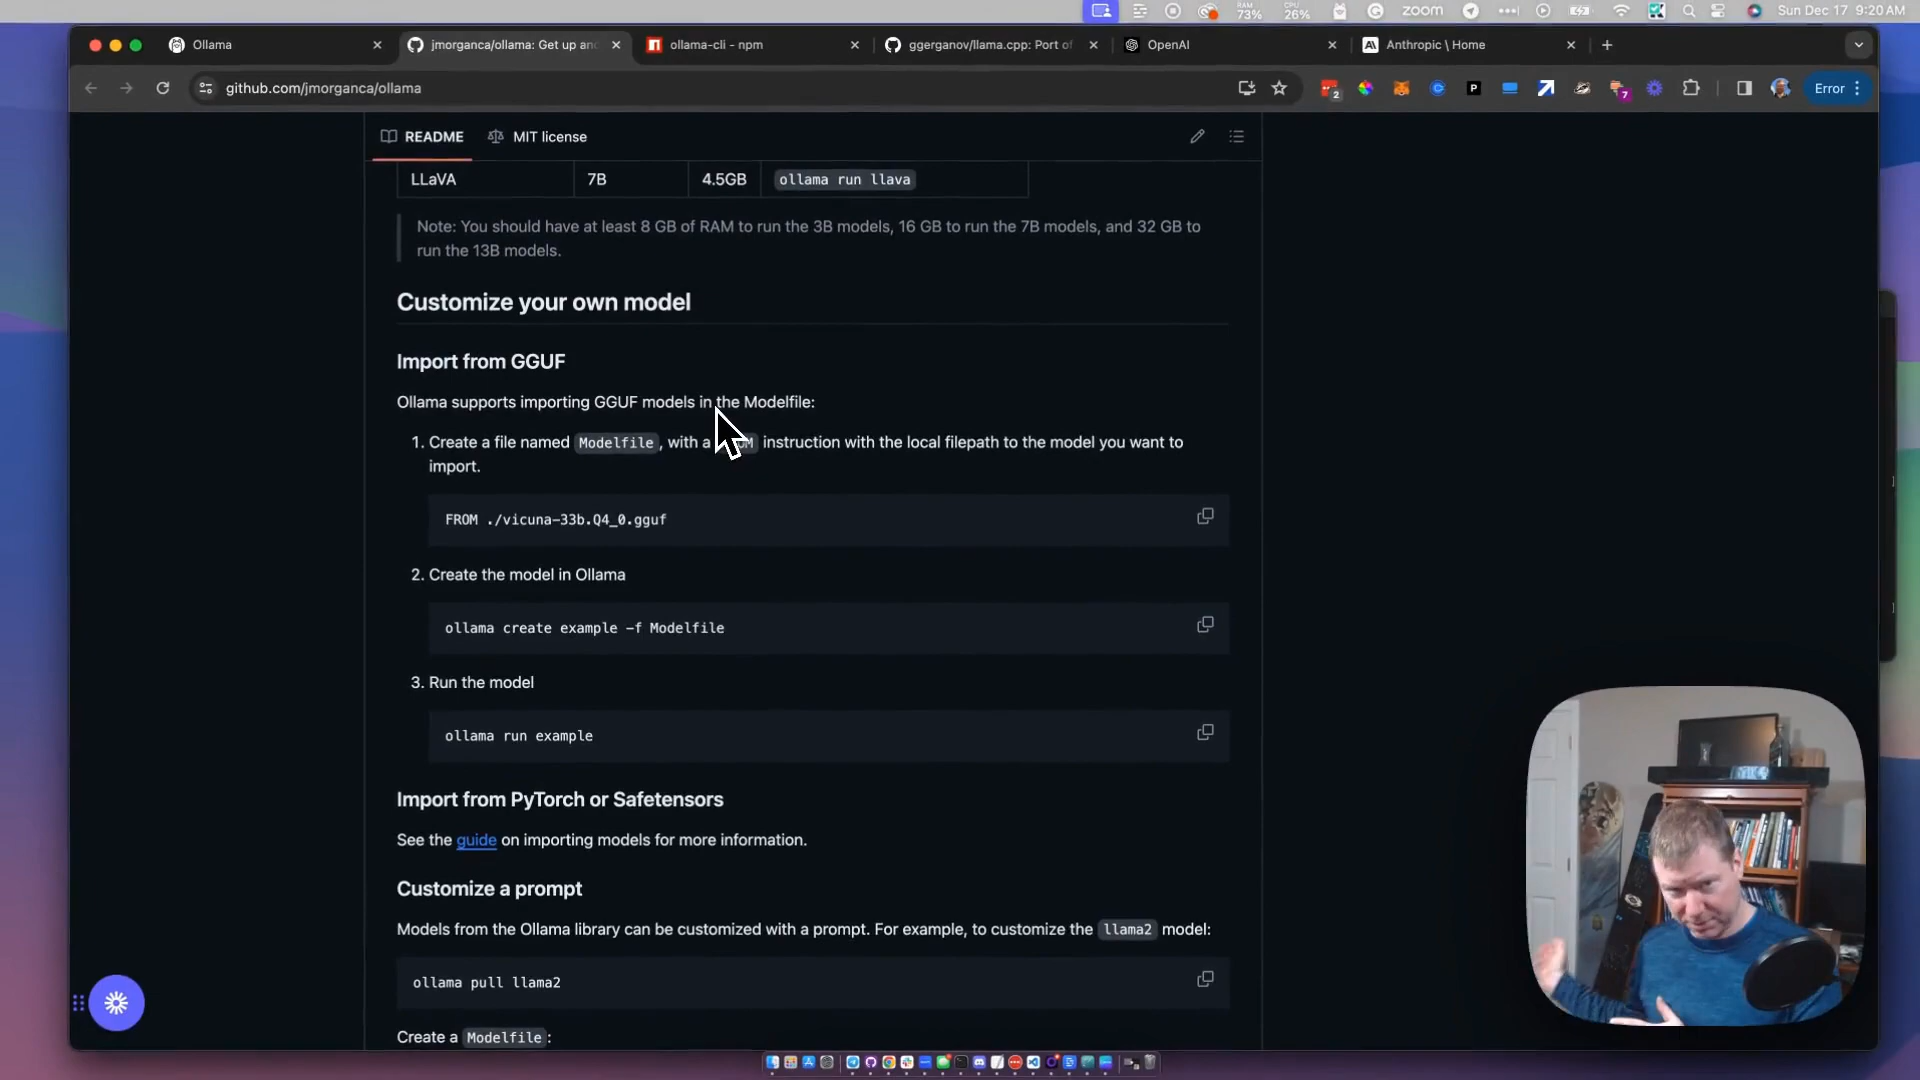 RAM
73%
CPU
26%
zoom
Sun Dec 17 9:20 AM
Ollama
jmorganca/ollama: Get up and
ollama-cli - npm
ggerganov/llama.cpp: Port of
OpenAI
Anthropic \ Home
github.com/jmorganca/ollama
2
P
7
Error
README
MIT license
LLaVA 7B 4.5GB ollama run llava
Note: You should have at least 8 GB of RAM to run the 3B models, 16 GB to run the 7B models, and 32 GB to
run the 13B models.
Customize your own model
Import from GGUF
Ollama supports importing GGUF models in the Modelfile:
1. Create a file named Modelfile, with a instruction with the local filepath to the model you want to
import.
FROM ./vicuna-33b.Q4_0.gguf
2. Create the model in Ollama
ollama create example -f Modelfile
3. Run the model
ollama run example
Import from PyTorch or Safetensors
See the guide on importing models for more information.
Customize a prompt
Models from the Ollama library can be customized with a prompt. For example, to customize the llama2 model:
ollama pull llama2
Create a Modelfile: